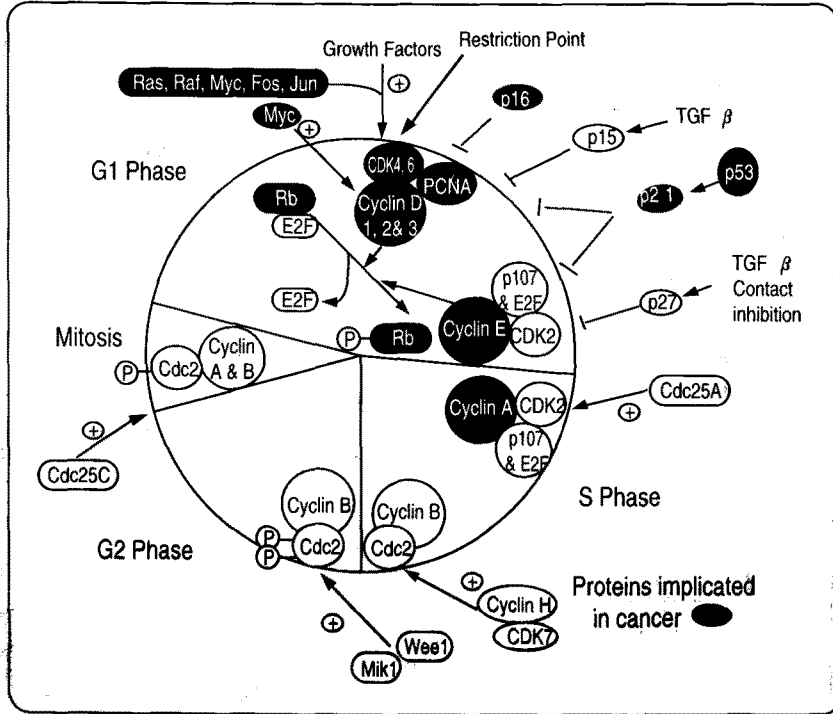 Growth Factors
Restriction Point
Ras, Raf, Myc, Fos, Jun
+
p16
Myc
+
TGF β
p15
G1 Phase
CDK4, 6
PCNA
p53
p2 1
Rb
Cyclin D
1, 2& 3
E2F
p107
& E2F
TGF β
Contact
inhibition
p27
E2F
Mitosis
P
Rb
Cyclin E
CDK2
Cyclin
A & B
Cdc2
P
Cyclin A
CDK2
Cdc25A
+
p107
& E2F
+
Cdc25C
S Phase
Cyclin B
Cyclin B
G2 Phase
P
P
Cdc2
Cdc2
+
Cyclin H
CDK7
Proteins implicated
in cancer
+
Wee1
Mik1